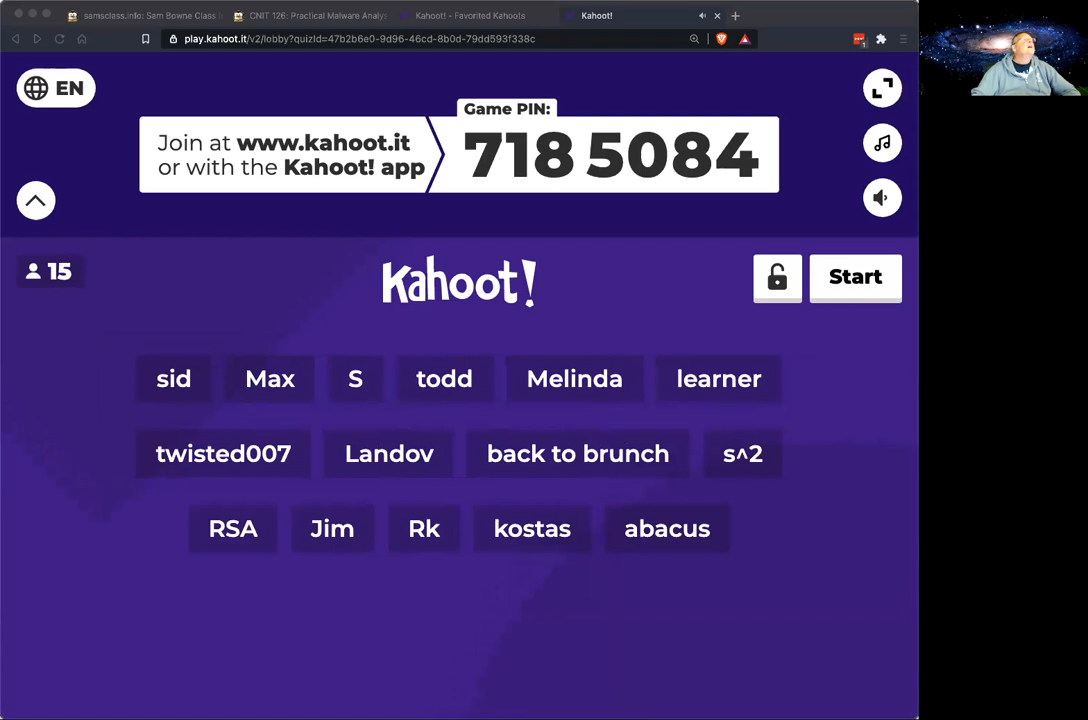 samsclass.info: Sam Bowne Class I
CNIT 126: Practical Malware Analys
Kahoot! - Favorited Kahoots
Kahoot!
play.kahoot.it/v2/lobby?quizId=47b2b6e0-9d96-46cd-8b0d-79dd593f338c
1
EN
Join at www.kahoot.it
or with the Kahoot! app
Game PIN:
718 5084
15
Kahoot!
Start
sid Max S todd Melinda learner
twisted007 Landov back to brunch s^2
RSA Jim Rk kostas abacus